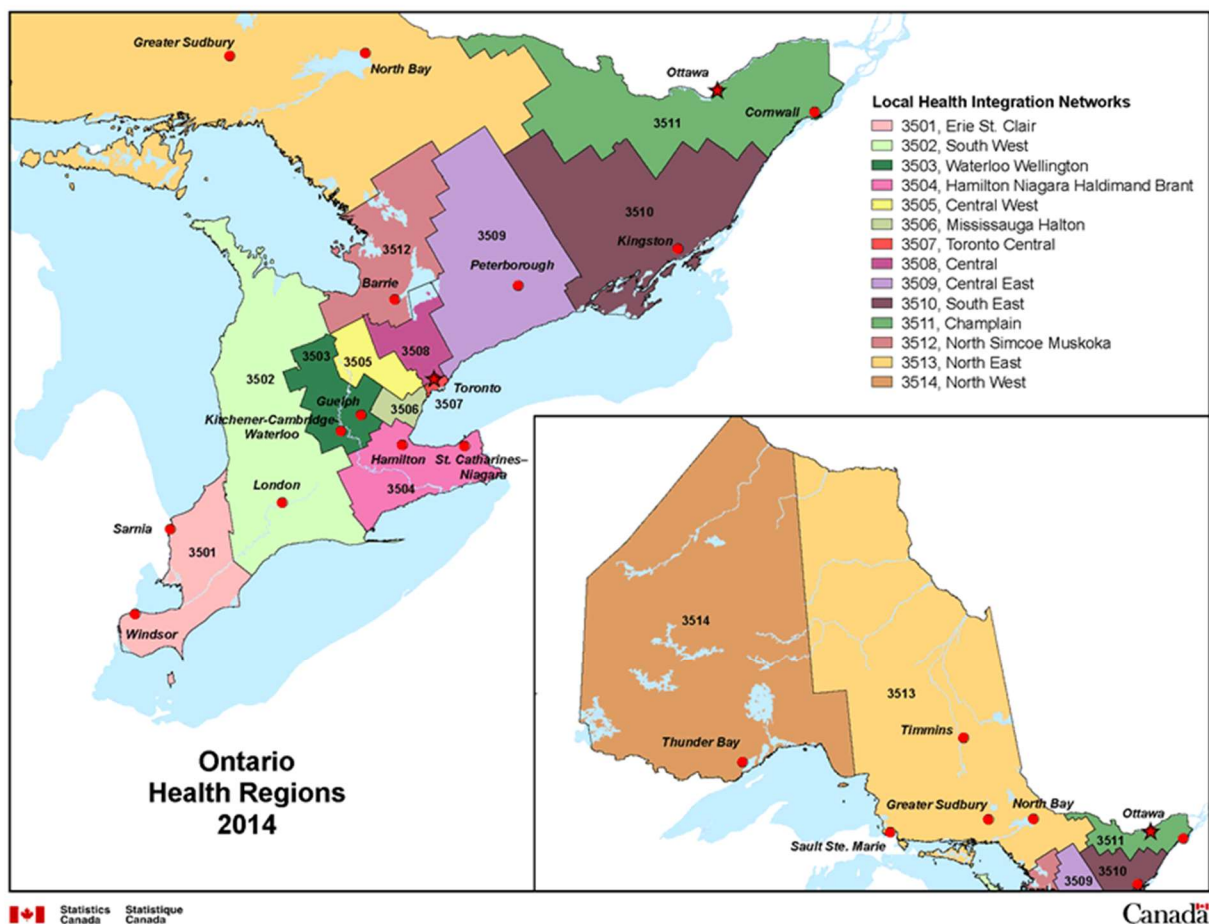 Greater Sudbury
North Bay
Ottawa
Cornwall
3511
3510
Kingston
3509
Peterborough
3512
Barrie
3508
3505
3503
3502
Guelph
Kitchener-Cambridge-
Waterloo
3506
3507
Toronto
Hamilton
St. Catharines–
Niagara
3504
London
Sarnia
3501
Windsor
Local Health Integration Networks
3501, Erie St. Clair
3502, South West
3503, Waterloo Wellington
3504, Hamilton Niagara Haldimand Brant
3505, Central West
3506, Mississauga Halton
3507, Toronto Central
3508, Central
3509, Central East
3510, South East
3511, Champlain
3512, North Simcoe Muskoka
3513, North East
3514, North West
3514
3513
Timmins
Thunder Bay
Greater Sudbury
North Bay
Ottawa
Sault Ste. Marie
3511
3510
3509
Ontario
Health Regions
2014
Statistics Statistique
Canada Canada
Canada